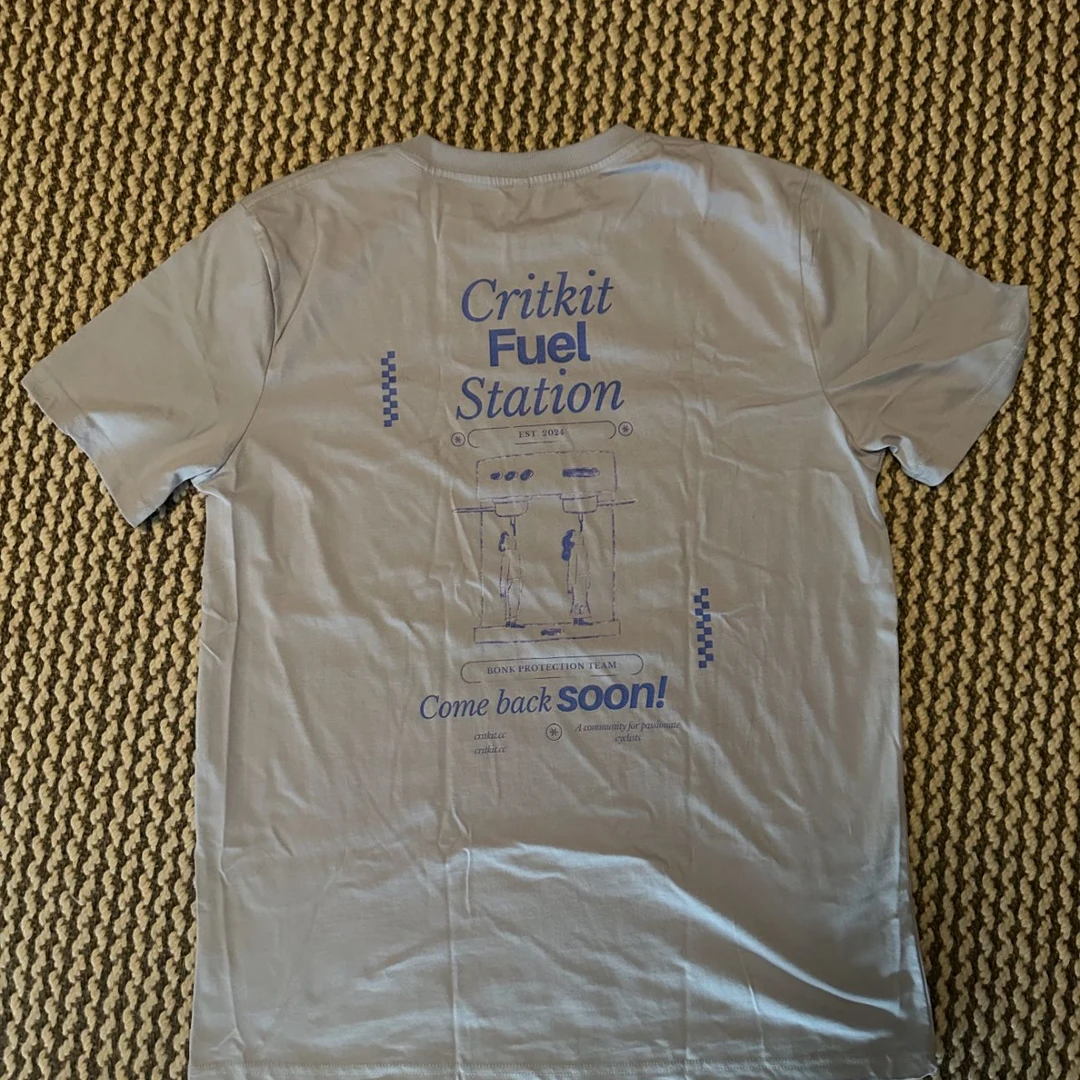 Critkit
Fuel
Station
EST 2024
BONK PROTECTION TEAM
Come back soon!
critkit.cc
critkit.cc
A community for passionate
cyclists